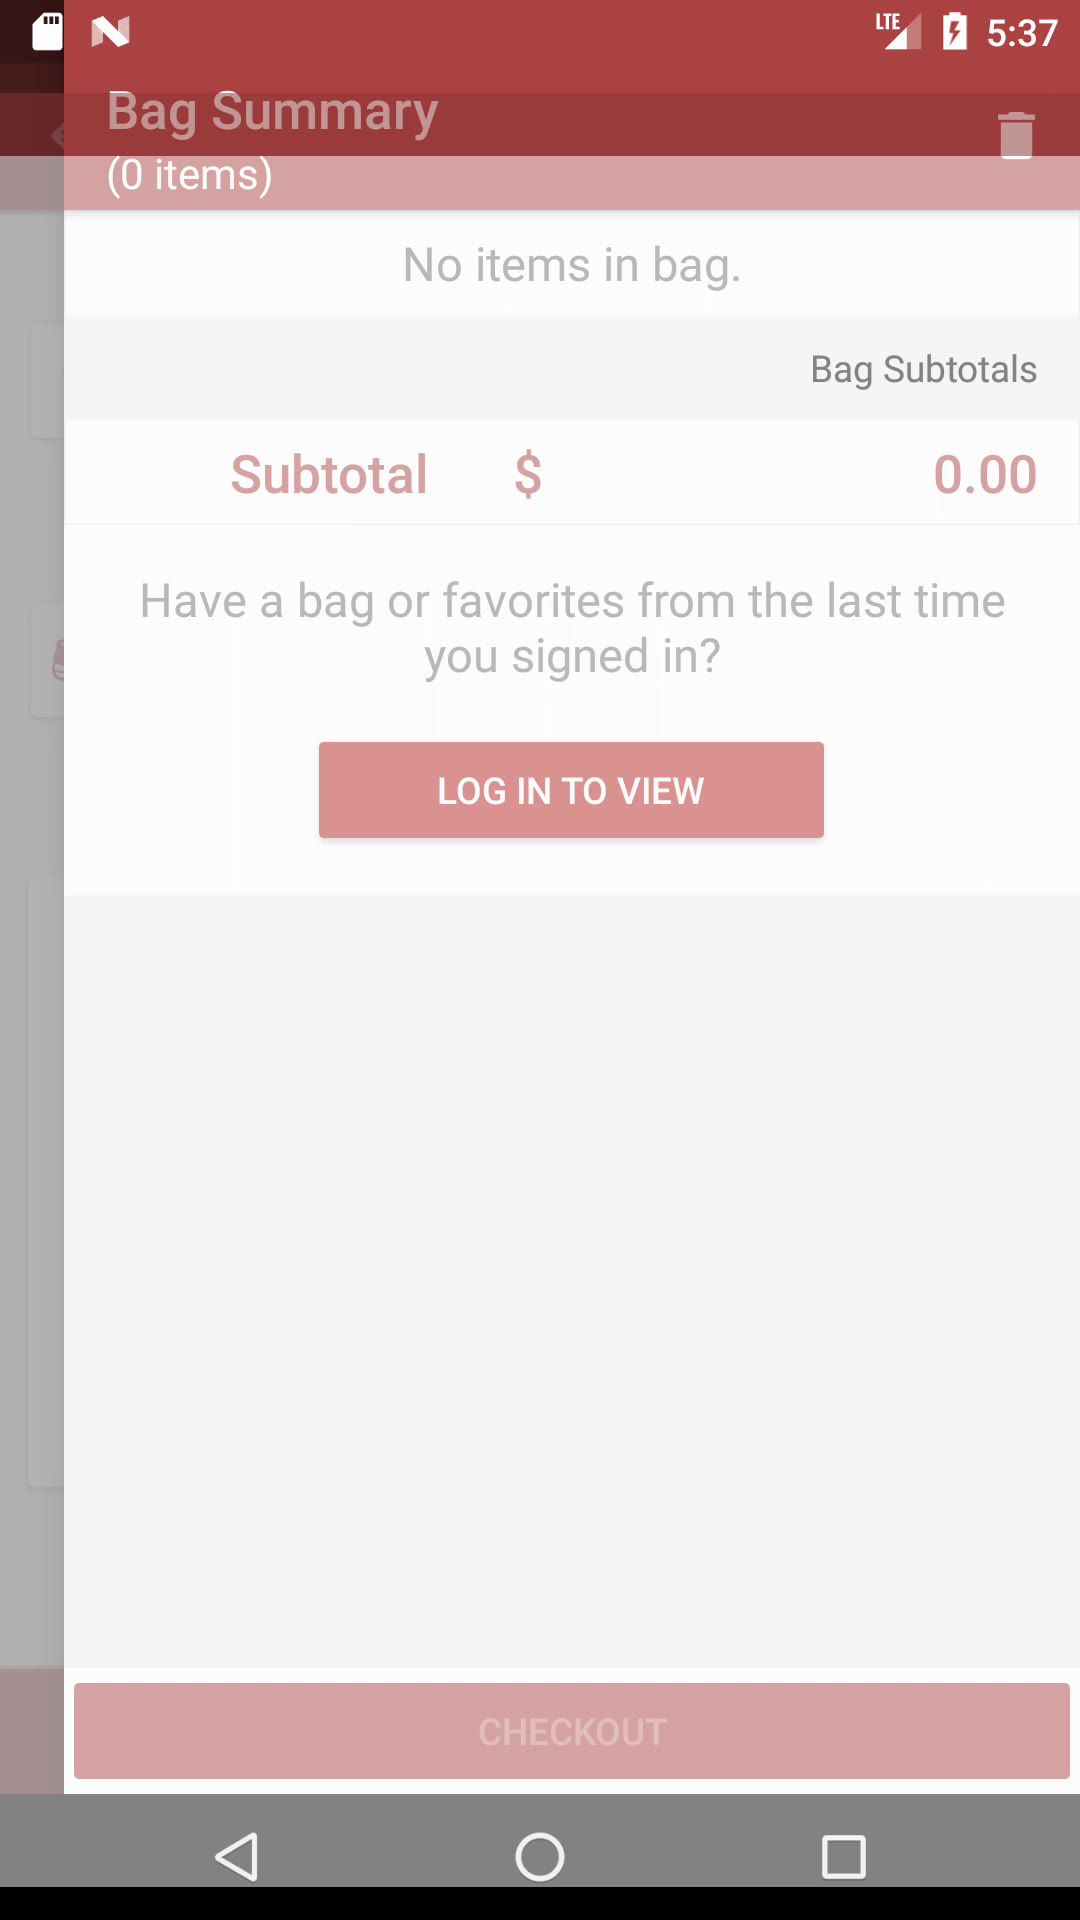 LTE 5:37
Bag Summary
(0 items)
No items in bag.
Bag Subtotals
Subtotal $ 0.00
Have a bag or favorites from the last time
you signed in?
LOG IN TO VIEW
CHECKOUT